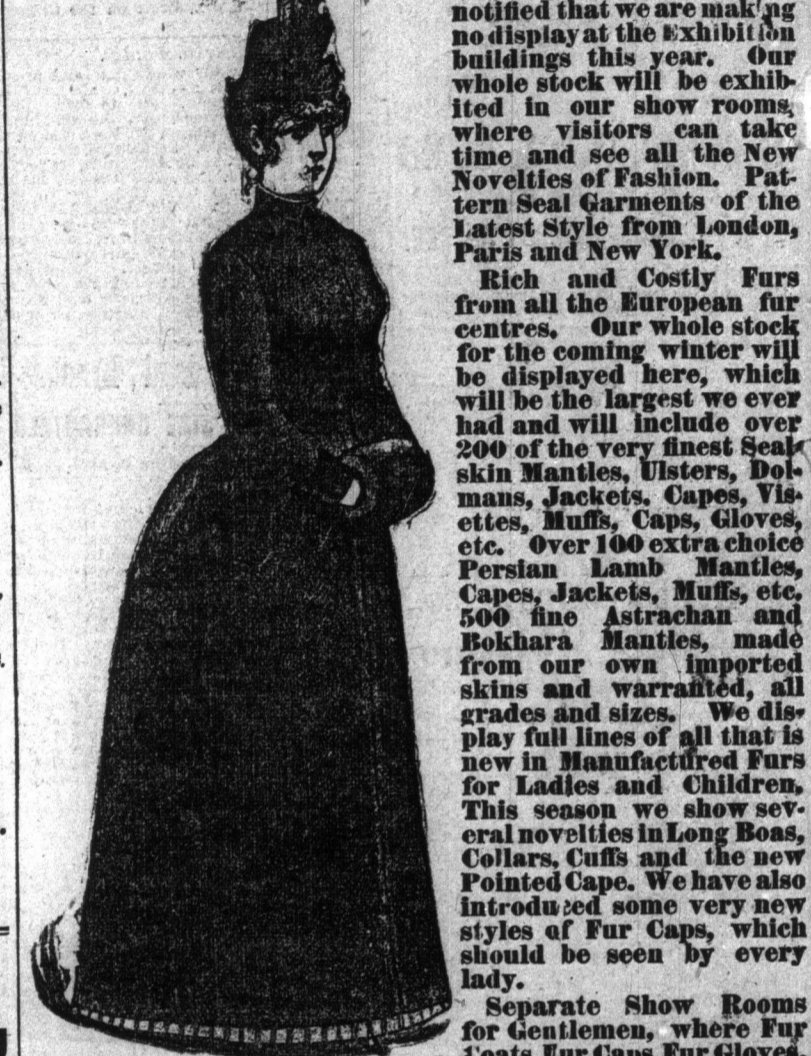 notified that we are making
no display at the Exhibition
buildings this year. Our
whole stock will be exhib-
ited in our show rooms,
where visitors can take
time and see all the New
Novelties of Fashion. Pat-
tern Seal Garments of the
Latest Style from London,
Paris and New York.
Rich and Costly Furs
from all the European fur
centres. Our whole stock
for the coming winter will
be displayed here, which
will be the largest we ever
had and will include over
200 of the very finest Seal-
skin Mantles, Ulsters, Dol-
mans, Jackets, Capes, Vis-
ettes, Muffs, Caps, Gloves,
etc. Over 100 extra choice
Persian Lamb Mantles,
Capes, Jackets, Muffs, etc.
500 fine Astrachan and
Bokhara Mantles, made
from our own imported
skins and warranted, all
grades and sizes. We dis-
play full lines of all that is
new in Manufactured Furs
for Ladies and Children.
This season we show sev-
eral novelties in Long Boas,
Collars, Cuffs and the new
Pointed Cape. We have also
introduced some very new
styles of Fur Caps, which
should be seen by every
lady.
Separate Show Rooms
for Gentlemen, where Fur
Coats, Fur Caps, Fur Gloves,